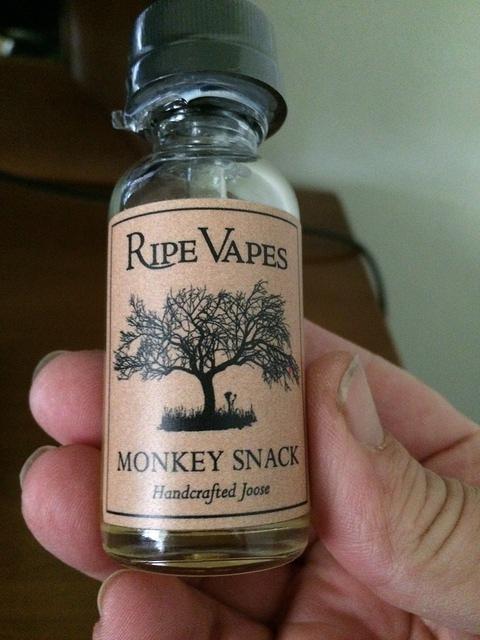 RIPE VAPES
MONKEY SNACK
Handcrafted Joose